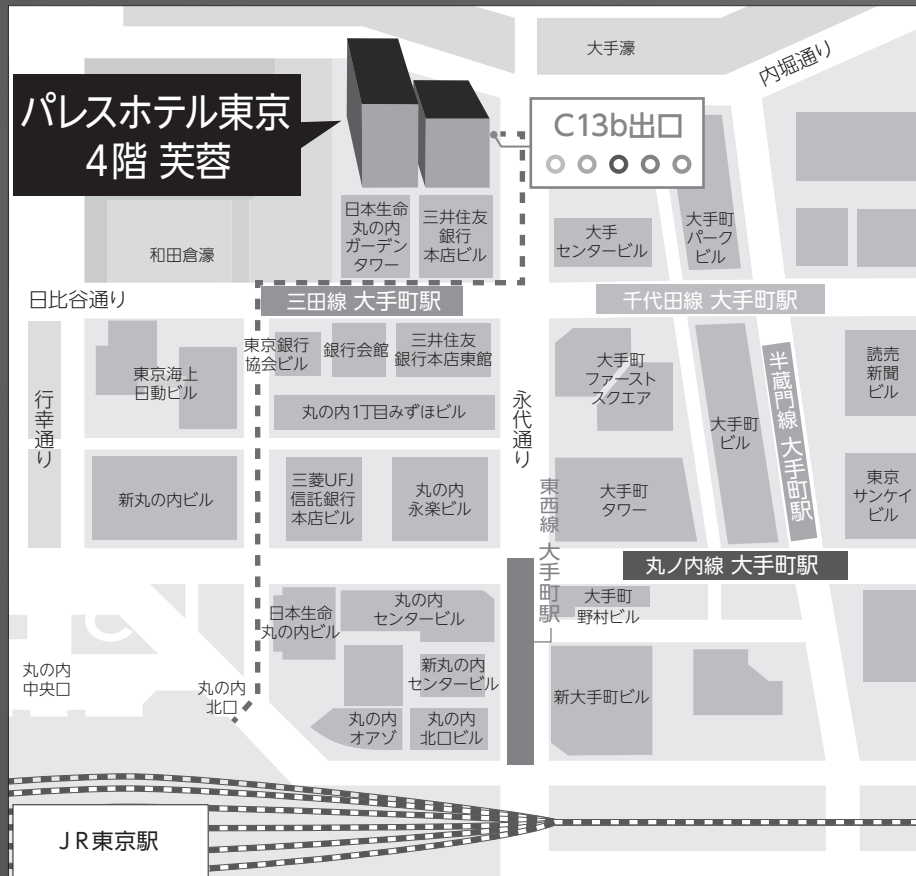 大手濠
内堀通り
パレスホテル東京
4階 芙蓉
C13b出口
日本生命
丸の内
ガーデン
タワー
三井住友
銀行
本店ビル
大手
センタービル
大手町
パーク
ビル
和田倉濠
日比谷通り
三田線 大手町駅
千代田線 大手町駅
東京海上
日動ビル
東京銀行
協会ビル
銀行会館
三井住友
銀行本店東館
大手町
ファースト
スクエア
半蔵門線 大手町駅
読売
新聞
ビル
行幸通り
丸の内1丁目みずほビル
永代通り
大手町
ビル
新丸の内ビル
三菱UFJ
信託銀行
本店ビル
丸の内
永楽ビル
東西線 大手町駅
大手町
タワー
東京
サンケイ
ビル
丸ノ内線 大手町駅
日本生命
丸の内ビル
丸の内
センタービル
大手町
野村ビル
丸の内
中央口
丸の内
北口
新丸の内
センタービル
新大手町ビル
丸の内
オアゾ
丸の内
北口ビル
JR東京駅